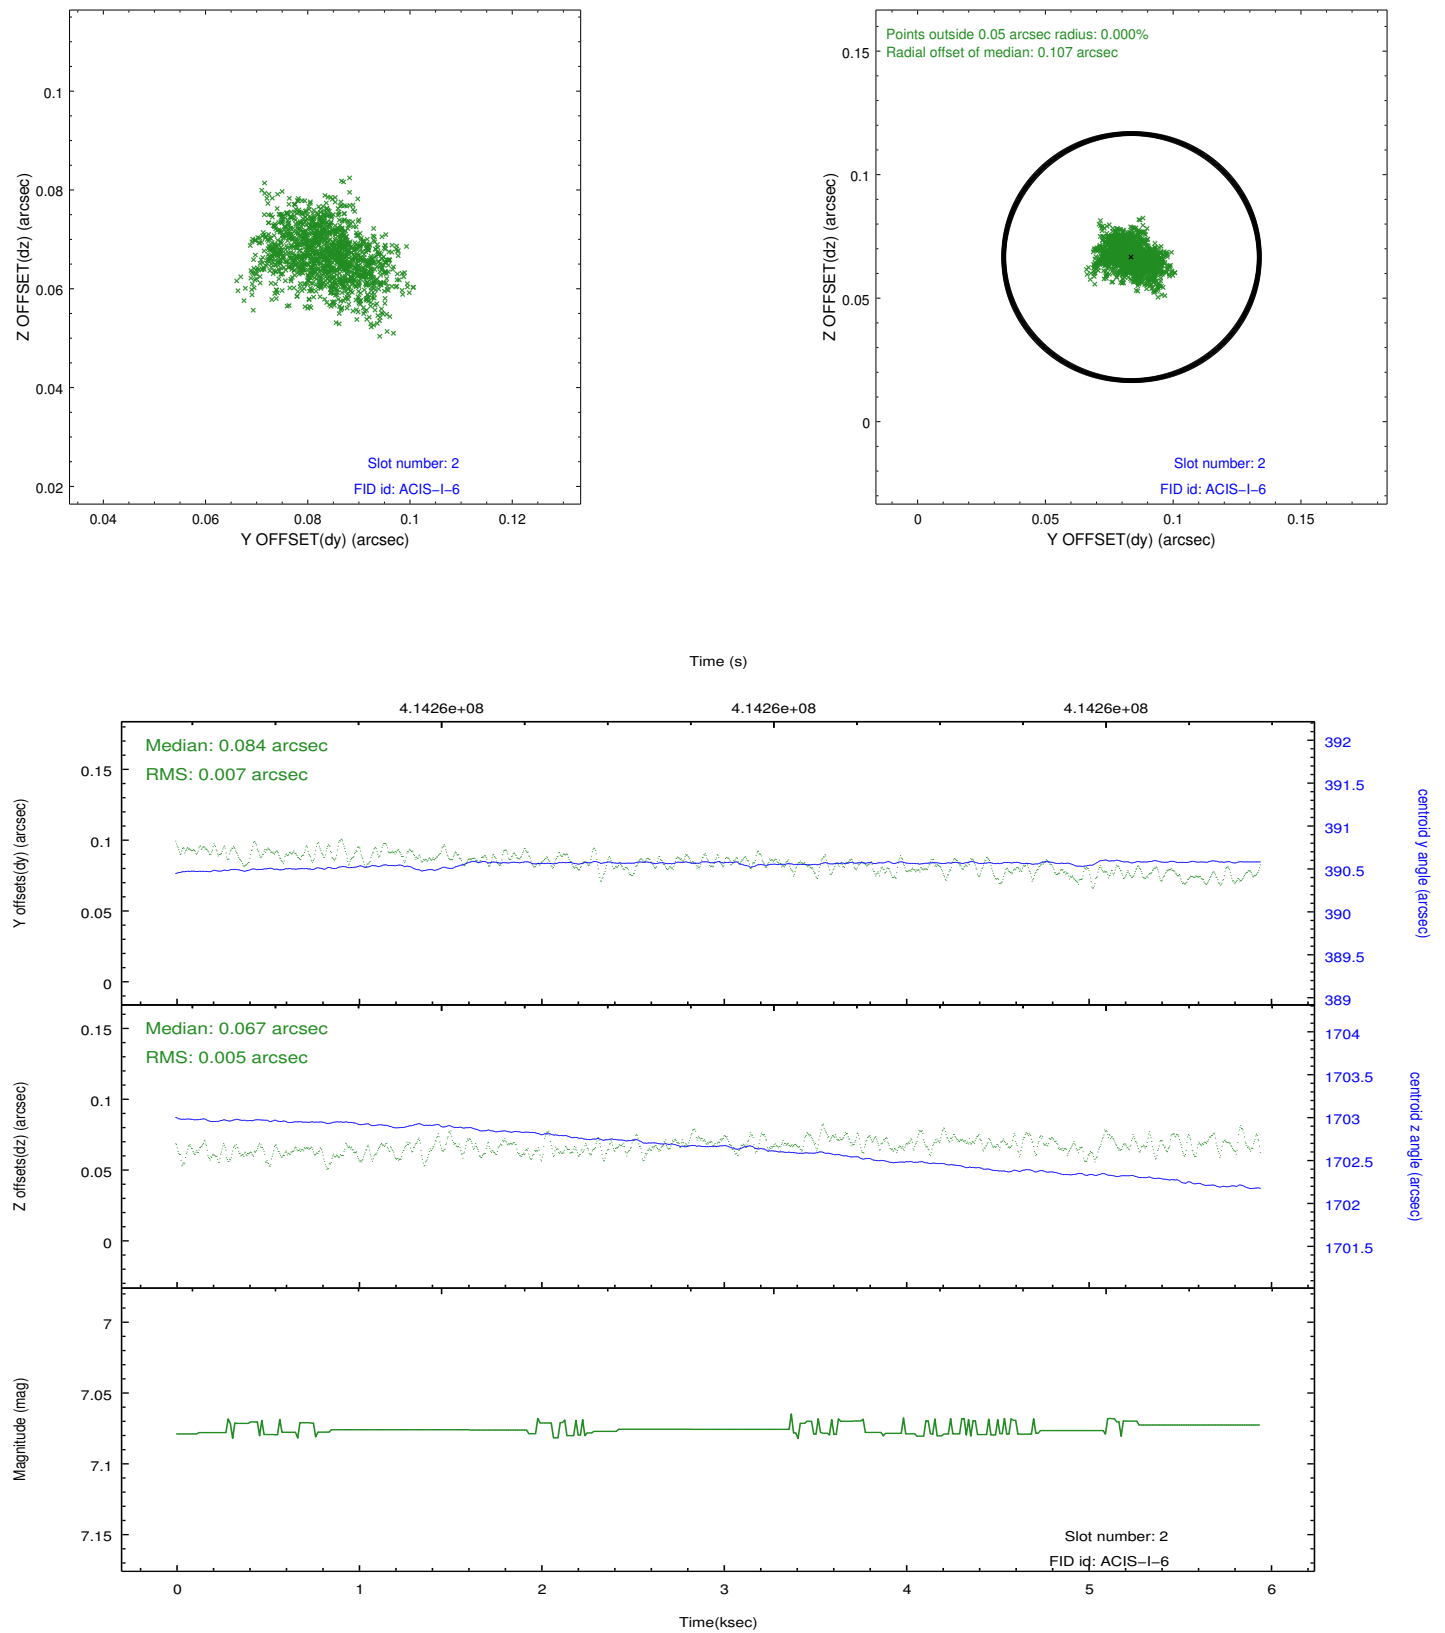 0.1
0.08
0.06
0.04
0.02
Z OFFSET(dz) (arcsec)
Slot number: 2
FID id: ACIS−I−6
0.04
0.06
0.08
0.1
0.12
Y OFFSET(dy) (arcsec)
Points outside 0.05 arcsec radius: 0.000%
Radial offset of median: 0.107 arcsec
0.15
0.1
0.05
0
Z OFFSET(dz) (arcsec)
Slot number: 2
FID id: ACIS−I−6
0
0.05
0.1
0.15
Y OFFSET(dy) (arcsec)
Time (s)
4.1426e+08
4.1426e+08
4.1426e+08
Median: 0.084 arcsec
RMS: 0.007 arcsec
0.15
0.1
0.05
0
Y offsets(dy) (arcsec)
392
391.5
391
390.5
390
389.5
389
centroid y angle (arcsec)
Median: 0.067 arcsec
RMS: 0.005 arcsec
0.15
0.1
0.05
0
Z offsets(dz) (arcsec)
1704
1703.5
1703
1702.5
1702
1701.5
centroid z angle (arcsec)
7
7.05
7.1
7.15
Magnitude (mag)
Slot number: 2
FID id: ACIS−I−6
0
1
2
3
4
5
6
Time(ksec)